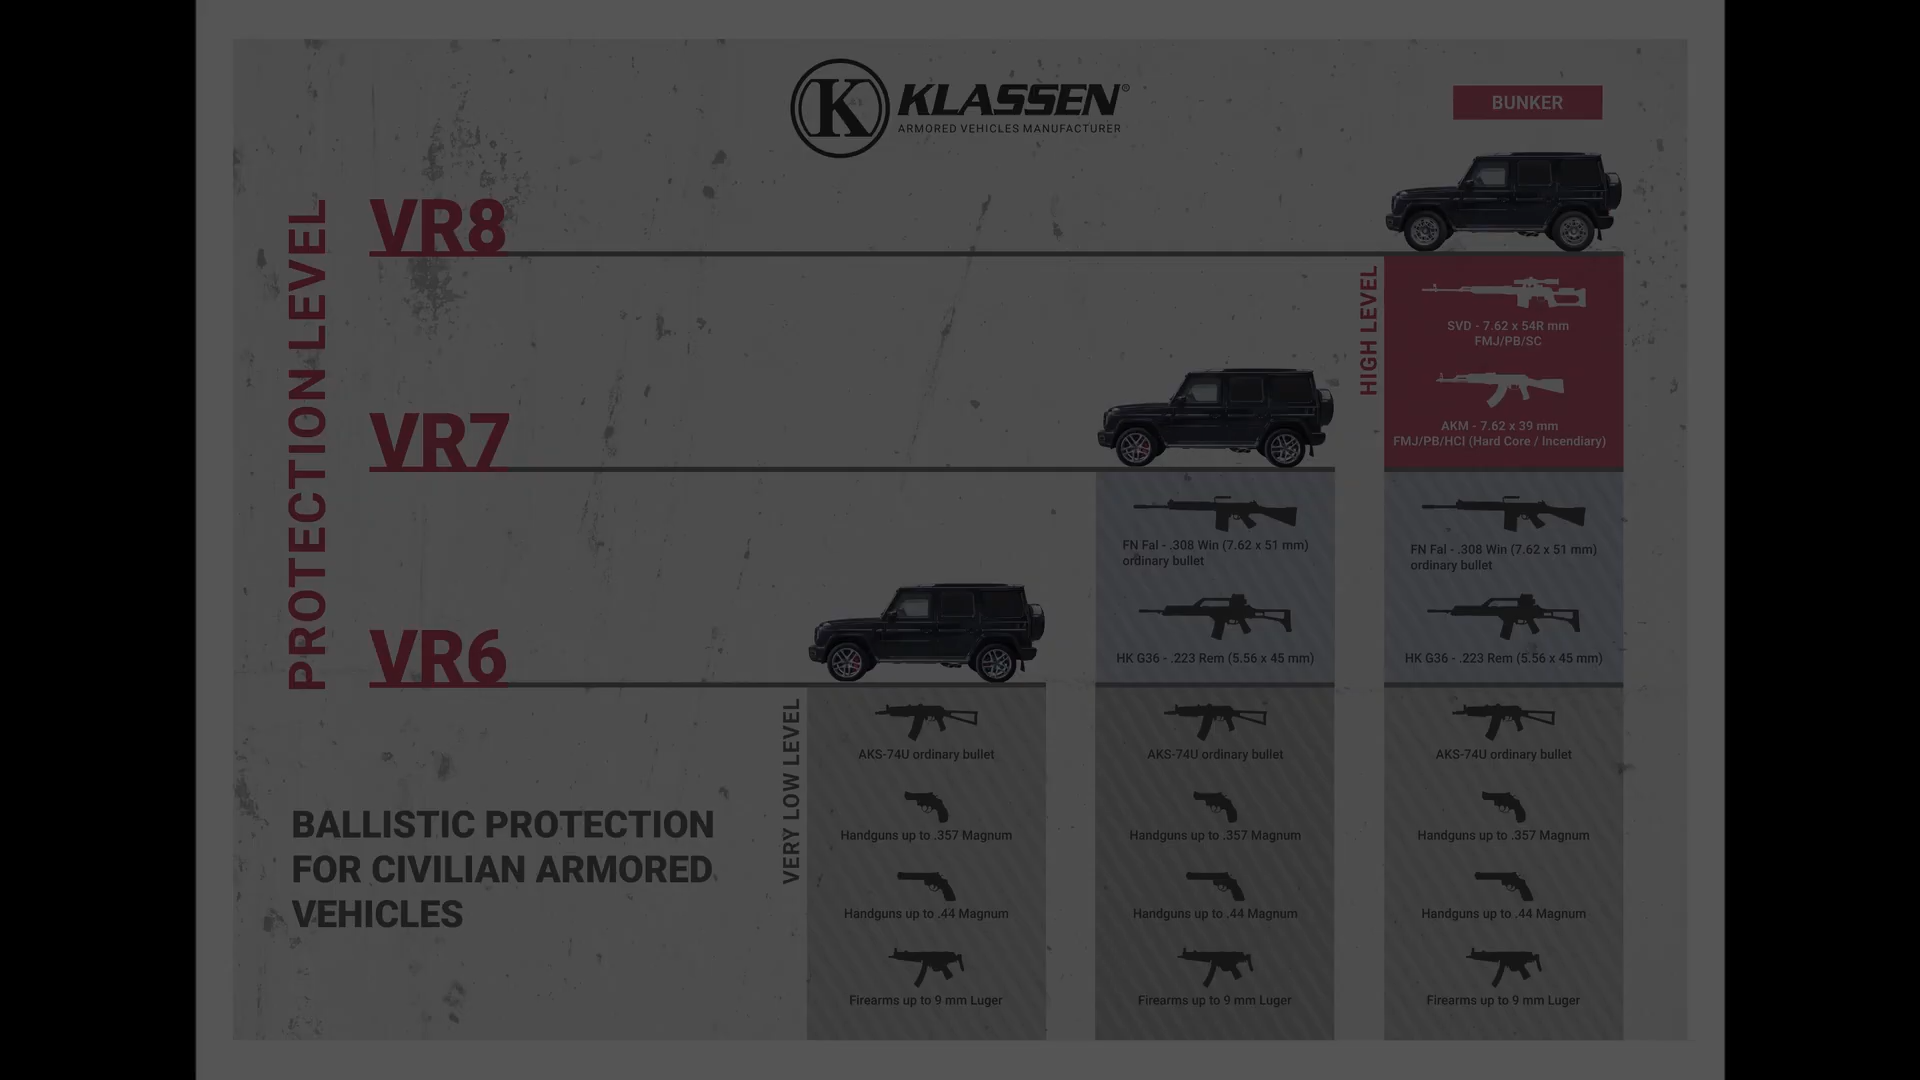 KLASSEN®
ARMORED VEHICLES MANUFACTURER
BUNKER
PROTECTION LEVEL
VR8
HIGH LEVEL
SVD - 7.62 x 54R mm
FMJ/PB/SC
AKM - 7.62 x 39 mm
FMJ/PB/HCI (Hard Core / Incendiary)
VR7
FN Fal - .308 Win (7.62 x 51 mm)
ordinary bullet
HK G36 - .223 Rem (5.56 x 45 mm)
FN Fal - .308 Win (7.62 x 51 mm)
ordinary bullet
HK G36 - .223 Rem (5.56 x 45 mm)
VR6
VERY LOW LEVEL
AKS-74U ordinary bullet
Handguns up to .357 Magnum
Handguns up to .44 Magnum
Firearms up to 9 mm Luger
AKS-74U ordinary bullet
Handguns up to .357 Magnum
Handguns up to .44 Magnum
Firearms up to 9 mm Luger
AKS-74U ordinary bullet
Handguns up to .357 Magnum
Handguns up to .44 Magnum
Firearms up to 9 mm Luger
BALLISTIC PROTECTION
FOR CIVILIAN ARMORED
VEHICLES